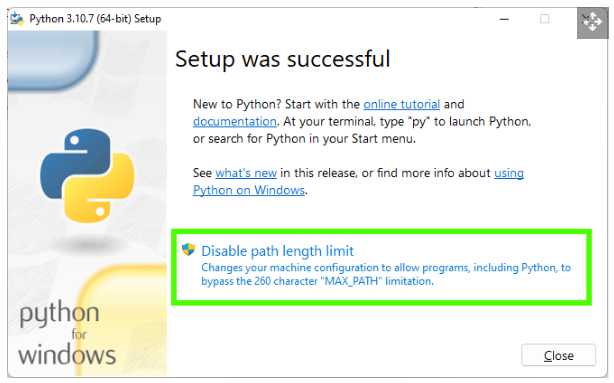 Python 3.10.7 (64-bit) Setup
Setup was successful
New to Python? Start with the online tutorial and
documentation. At your terminal, type "py" to launch Python,
or search for Python in your Start menu.
See what's new in this release, or find more info about using
Python on Windows.
Disable path length limit
Changes your machine configuration to allow programs, including Python, to
bypass the 260 character "MAX_PATH" limitation.
python
for
windows
Close